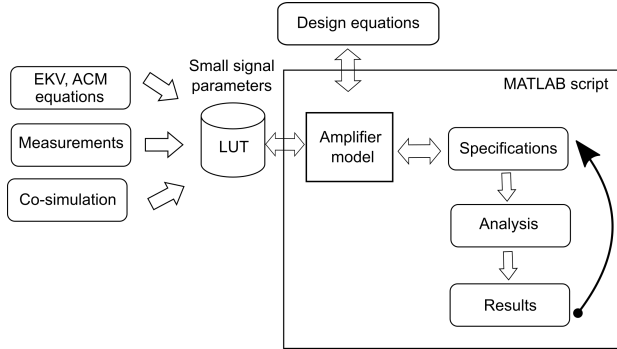 Design equations
Small signal
parameters
EKV, ACM
equations
MATLAB script
Measurements
LUT
Amplifier
model
Specifications
Co-simulation
Analysis
Results